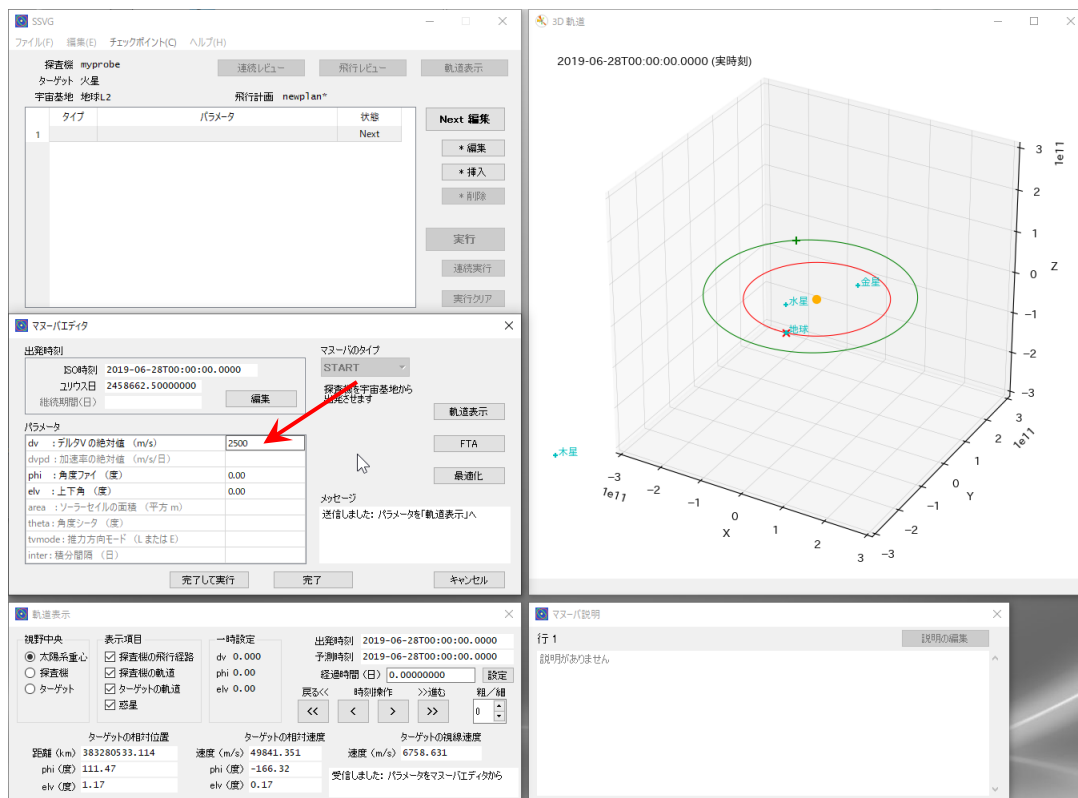 SSVG
ファイル(F) 編集(E) チェックポイント(C) ヘルプ(H)
探査機 myprobe
連続レビュー 飛行レビュー 軌道表示
ターゲット 火星
宇宙基地 地球L2
飛行計画 newplan*
タイプ パラメータ 状態
1 Next
Next 編集
* 編集
* 挿入
* 削除
実行
連続実行
実行クリア
3D 軌道
2019-06-28T00:00:00.0000 (実時刻)
金星
水星
地球
木星
3
2
1
0
−1
−2
−3
1e11
Z
3
2
1
0
−1
−2
−3
1e11
Y
−3
−2
−1
0
1
2
3
1e11
X
マヌーバエディタ
出発時刻
ISO時刻 2019-06-28T00:00:00.0000
ユリウス日 2458662.50000000
継続期間(日)
編集
マヌーバのタイプ
START
探査機を宇宙基地から
出発させます
パラメータ
dv : デルタV の絶対値 (m/s) 2500
dvpd : 加速率の絶対値 (m/s/日)
phi : 角度ファイ (度) 0.00
elv : 上下角 (度) 0.00
area : ソーラーセイルの面積 (平方 m)
theta : 角度シータ (度)
tvmode : 推力方向モード (L または E)
inter : 積分間隔 (日)
軌道表示
FTA
最適化
メッセージ
送信しました: パラメータを「軌道表示」へ
完了して実行 完了 キャンセル
軌道表示
視野中央
太陽系重心
探査機
ターゲット
表示項目
探査機の飛行経路
探査機の軌道
ターゲットの軌道
惑星
一時設定
dv 0.000
phi 0.00
elv 0.00
出発時刻 2019-06-28T00:00:00.0000
予測時刻 2019-06-28T00:00:00.0000
経過時間 (日) 0.00000000 設定
戻る<< 時刻操作 >>進む 粗/細
<< < > >> 0
ターゲットの相対位置
距離 (km) 383280533.114
phi (度) 111.47
elv (度) 1.17
ターゲットの相対速度
速度 (m/s) 49841.351
phi (度) -166.32
elv (度) 0.17
ターゲットの視線速度
速度 (m/s) 6758.631
受信しました: パラメータをマヌーバエディタから
マヌーバ説明
行 1
説明の編集
説明がありません